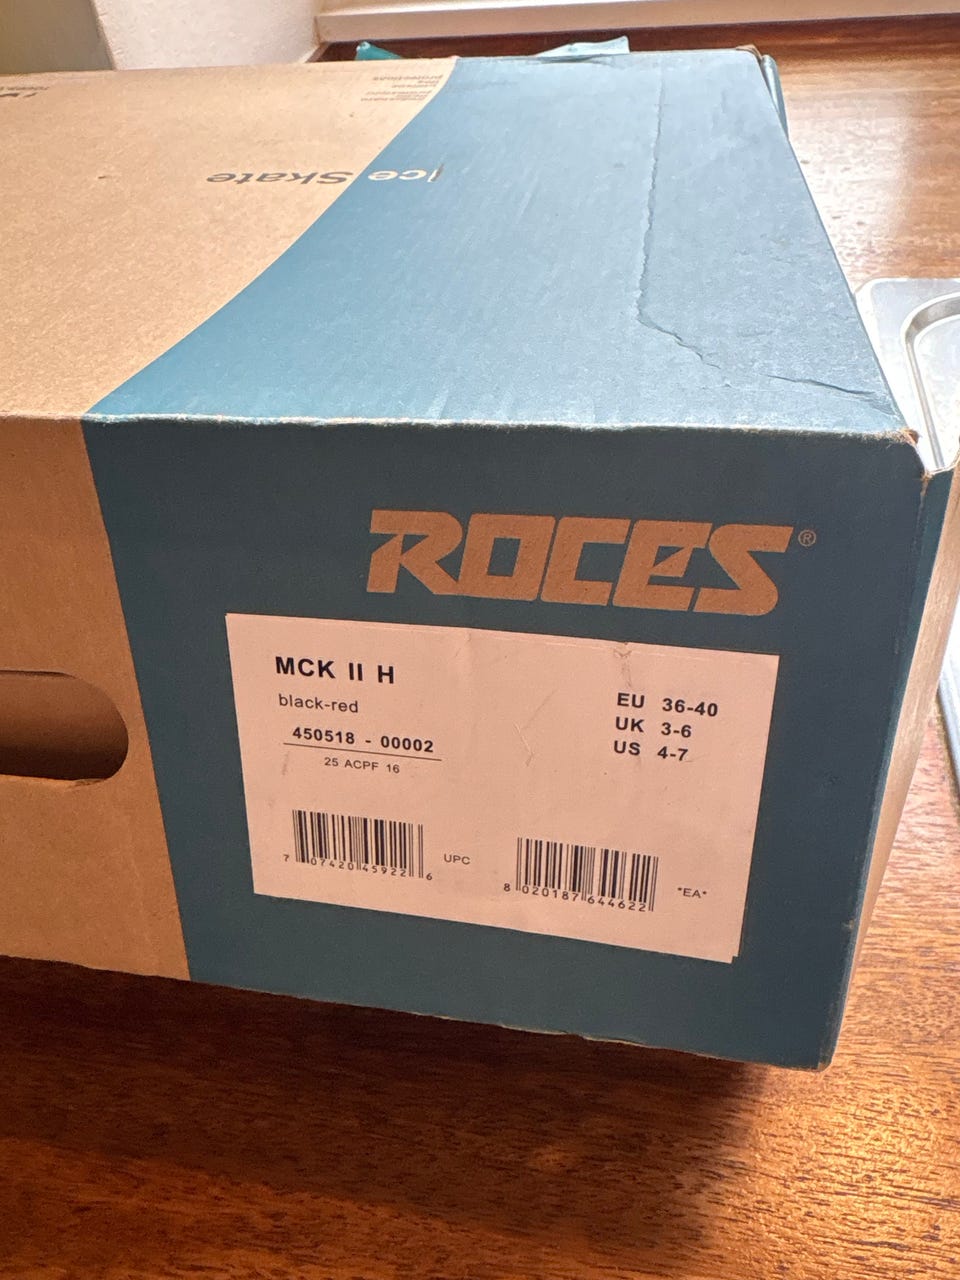 Ice Skate
ROCES®
MCK II H
black-red
450518 - 00002
25 ACPF 16
EU 36-40
UK 3-6
US 4-7
7 07420 45922 6
UPC
8 020187 644622
*EA*